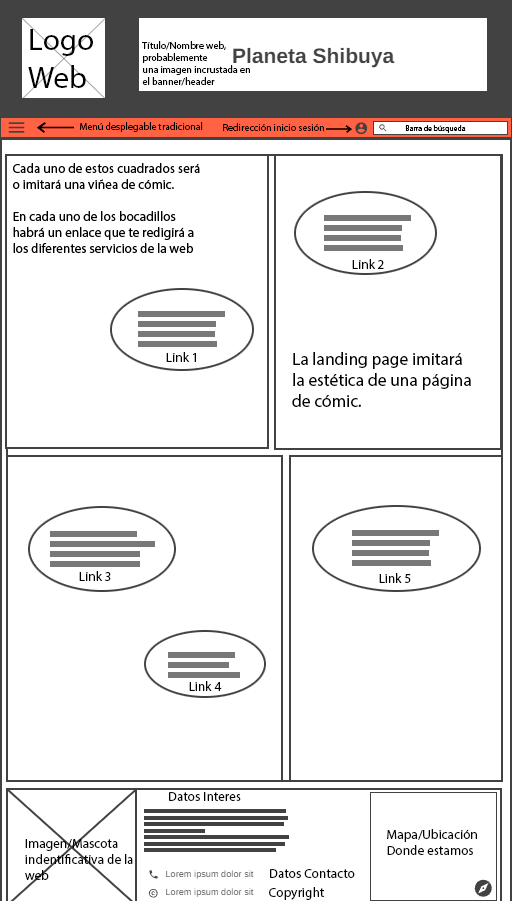 Logo
Web
Título/Nombre web,
probablemente
una imagen incrustada en
el banner/header
Planeta Shibuya
Menú desplegable tradicional
Redirección inicio sesión
Barra de búsqueda
Cada uno de estos cuadrados será
o imitará una viñea de cómic.
En cada uno de los bocadillos
habrá un enlace que te redigirá a
los diferentes servicios de la web
Link 1
Link 2
La landing page imitará
la estética de una página
de cómic.
Link 3
Link 4
Link 5
Imagen/Mascota
indentificativa de la
web
Datos Interes
Lorem ipsum dolor sit
Datos Contacto
©
Lorem ipsum dolor sit
Copyright
Mapa/Ubicación
Donde estamos